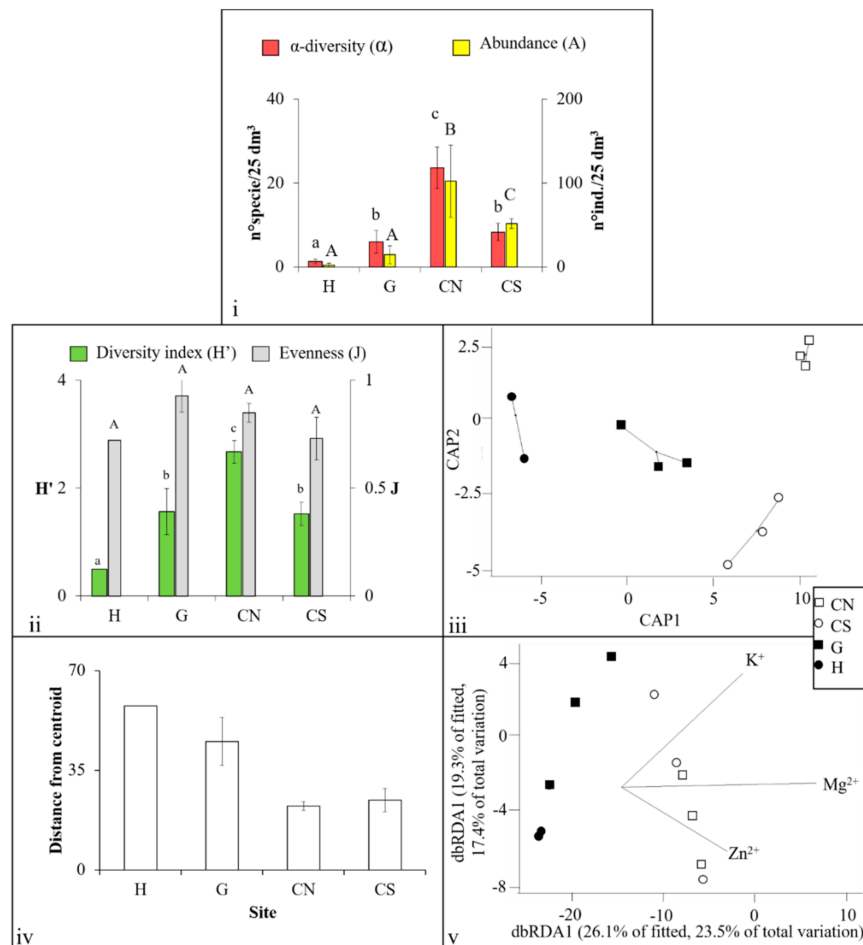 α-diversity (α) Abundance (A)
40 200
c B
20 100
b A b C
a A
0 0
n°specie/25 dm³
n°ind./25 dm³
H G CN CS
i
Diversity index (H') Evenness (J)
4 1
A A A A
c
2 0.5
b b
a
0 0
H'
J
H G CN CS
ii
2.5
0
-2.5
-5
CAP2
-5 0 5 10
CAP1
iii
CN
CS
G
H
70
35
0
Distance from centroid
H G CN CS
Site
iv
4
0
-4
-8
dbRDA1 (19.3% of fitted,
17.4% of total variation)
K⁺
Mg²⁺
Zn²⁺
-20 -10 0 10
dbRDA1 (26.1% of fitted, 23.5% of total variation)
v